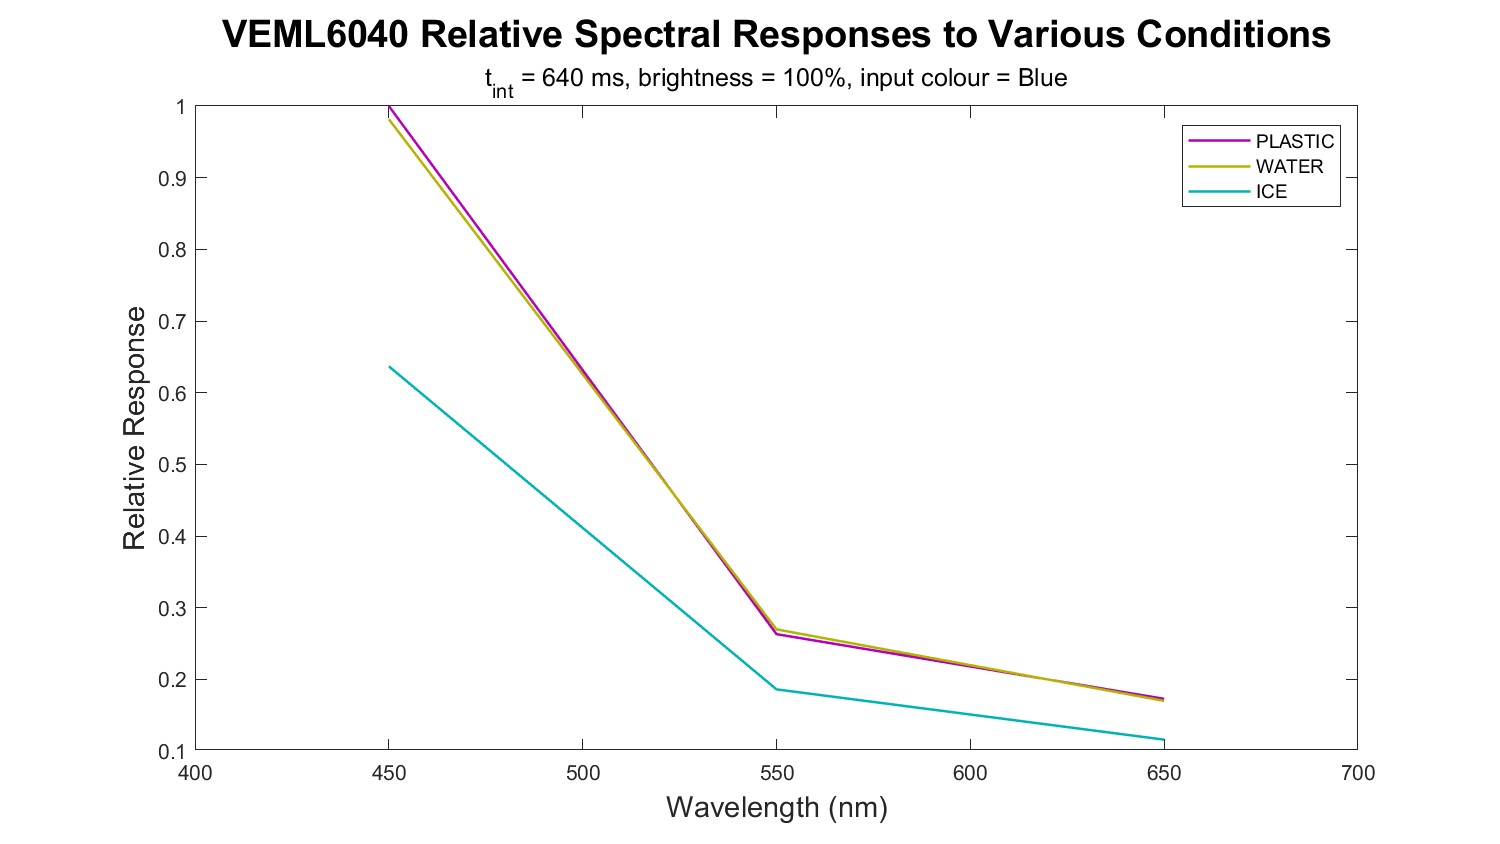 VEML6040 Relative Spectral Responses to Various Conditions
t_int = 640 ms, brightness = 100%, input colour = Blue
PLASTIC
WATER
ICE
Relative Response
1
0.9
0.8
0.7
0.6
0.5
0.4
0.3
0.2
0.1
400 450 500 550 600 650 700
Wavelength (nm)